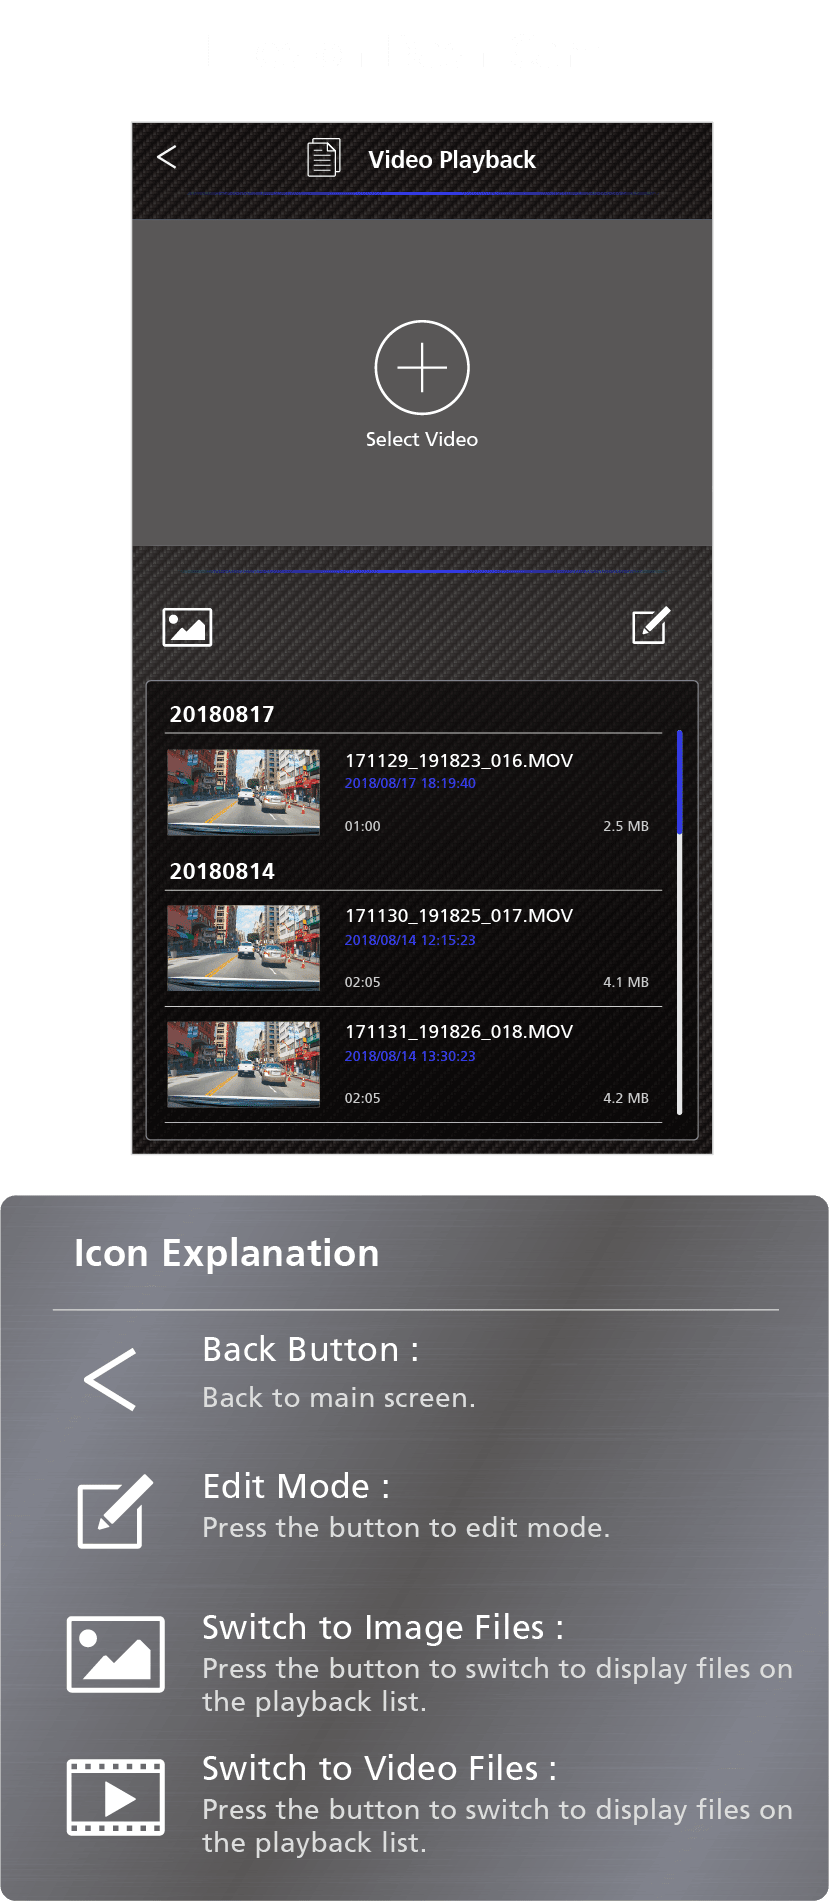 Video Playback
Select Video
20180817
171129_191823_016.MOV
2018/08/17 18:19:40
01:00 2.5 MB
20180814
171130_191825_017.MOV
2018/08/14 12:15:23
02:05 4.1 MB
171131_191826_018.MOV
2018/08/14 13:30:23
02:05 4.2 MB
Icon Explanation
Back Button :
Back to main screen.
Edit Mode :
Press the button to edit mode.
Switch to Image Files :
Press the button to switch to display files on
the playback list.
Switch to Video Files :
Press the button to switch to display files on
the playback list.